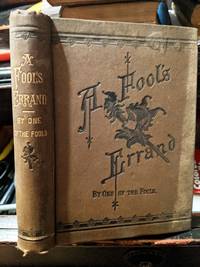 A
FOOL'S
ERRAND
BY ONE
OF THE FOOLS
A FOOL'S
ERRAND
BY ONE OF THE FOOLS.